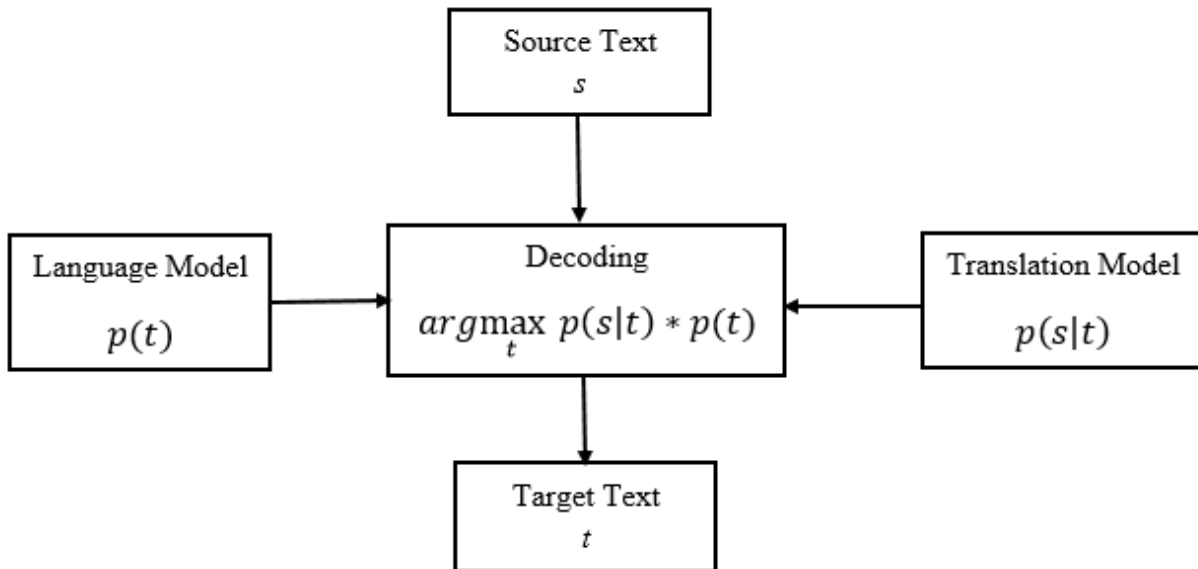 Source Text
s
Language Model
p(t)
Decoding
argmax p(s|t) * p(t)
t
Translation Model
p(s|t)
Target Text
t